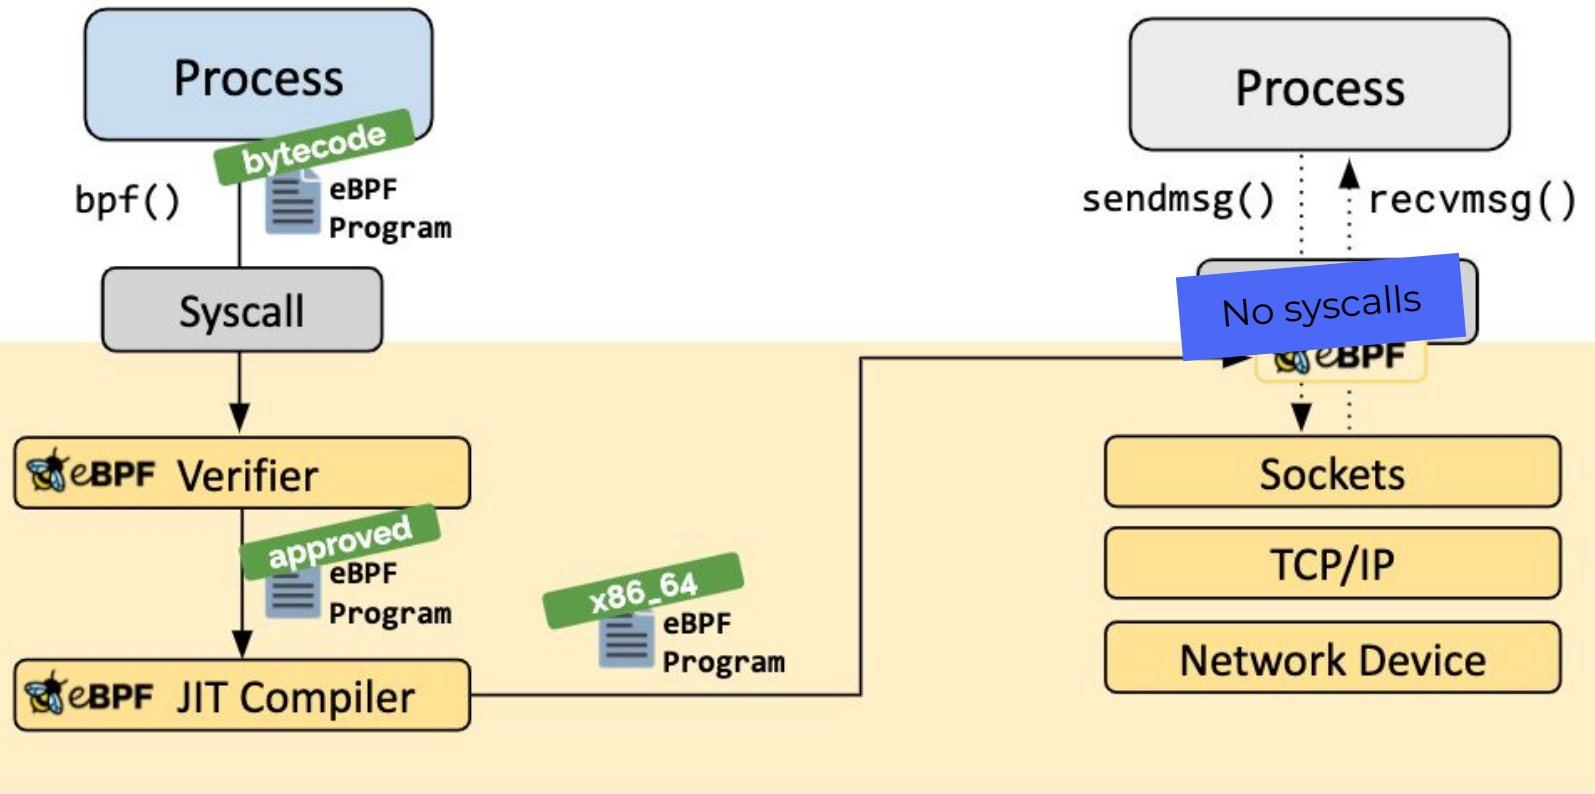 Process
bytecode
bpf()
eBPF
Program
Syscall
eBPF Verifier
approved
eBPF
Program
eBPF JIT Compiler
x86_64
eBPF
Program
Process
sendmsg()
recvmsg()
No syscalls
eBPF
Sockets
TCP/IP
Network Device